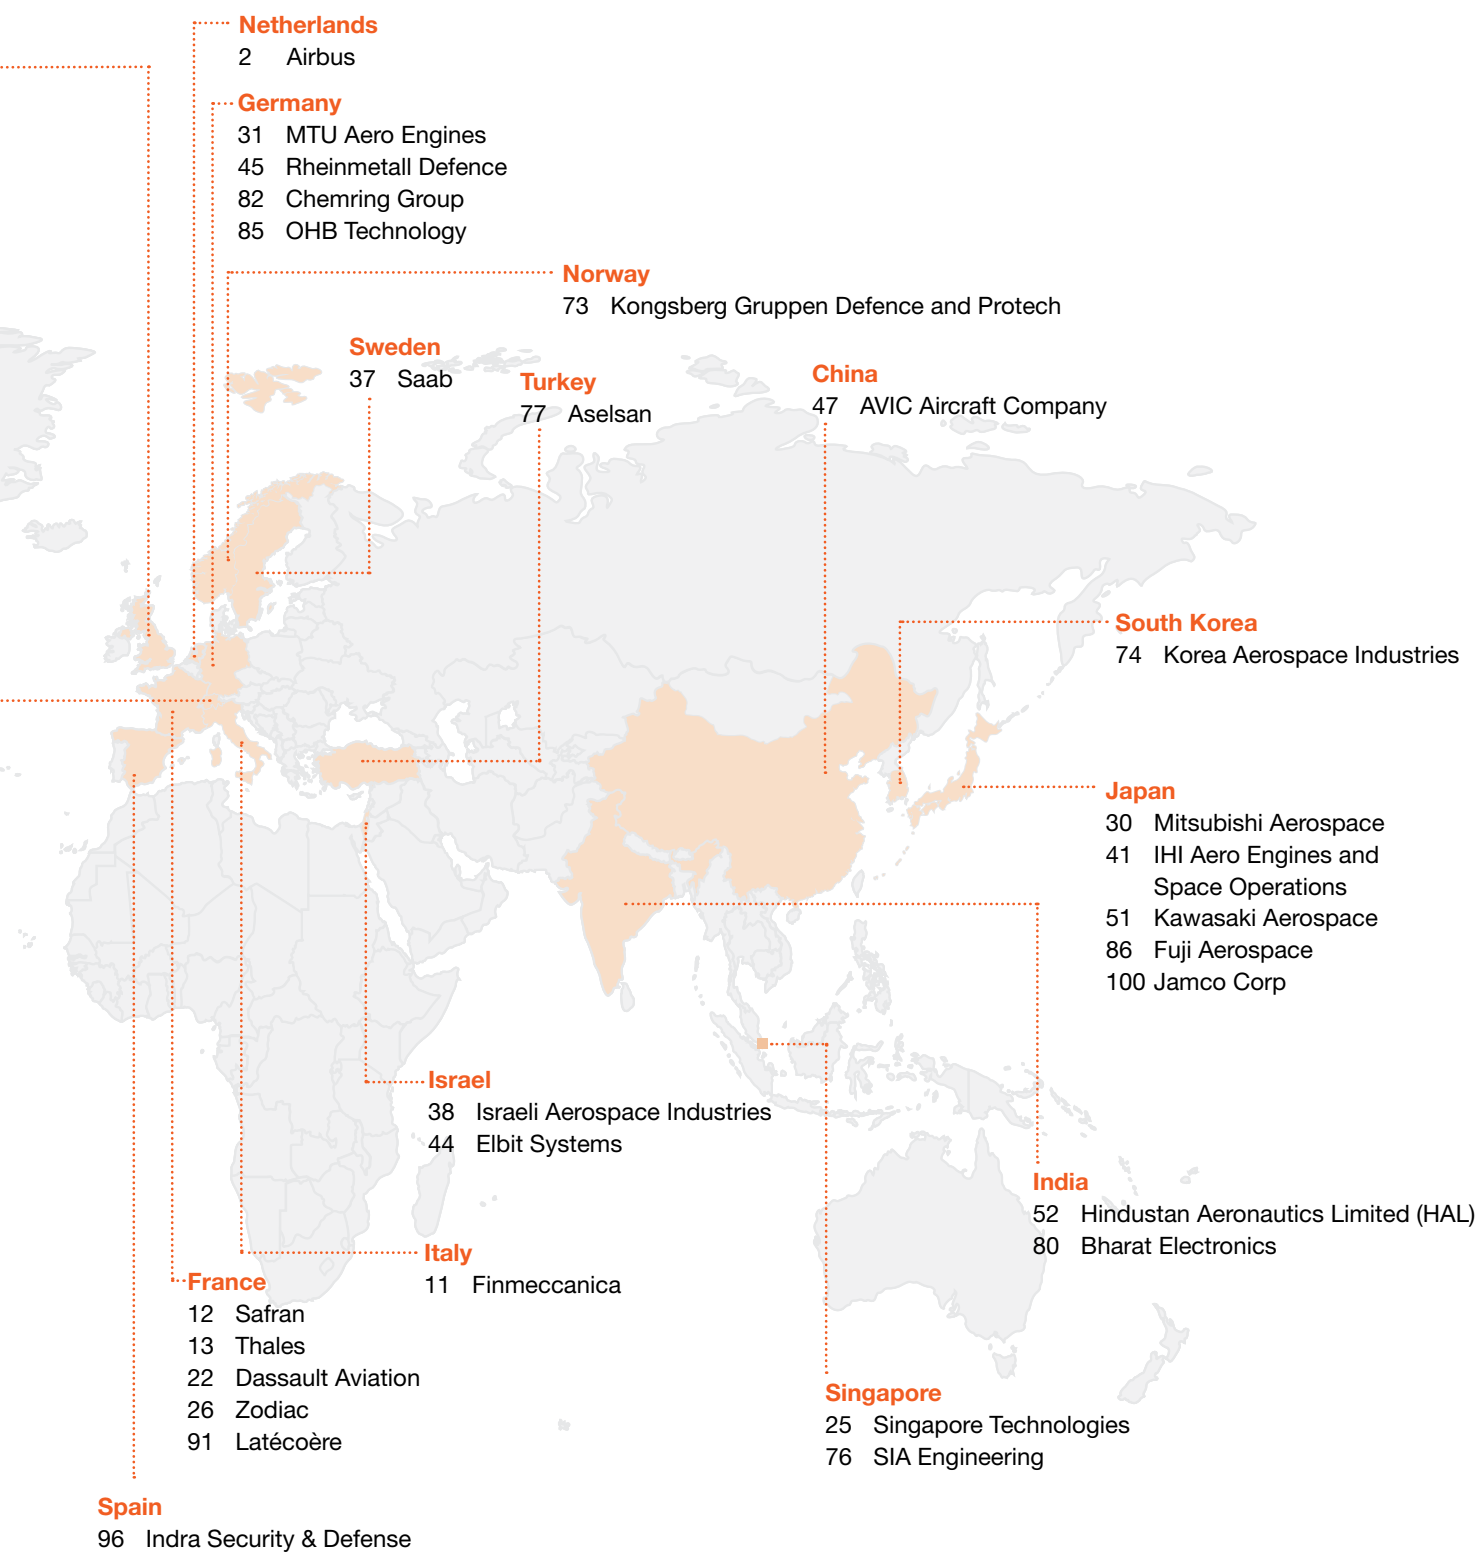 Netherlands
2 Airbus
Germany
31 MTU Aero Engines
45 Rheinmetall Defence
82 Chemring Group
85 OHB Technology
Norway
73 Kongsberg Gruppen Defence and Protech
Sweden
37 Saab
Turkey
77 Aselsan
China
47 AVIC Aircraft Company
South Korea
74 Korea Aerospace Industries
Japan
30 Mitsubishi Aerospace
41 IHI Aero Engines and
Space Operations
51 Kawasaki Aerospace
86 Fuji Aerospace
100 Jamco Corp
Israel
38 Israeli Aerospace Industries
44 Elbit Systems
India
52 Hindustan Aeronautics Limited (HAL)
80 Bharat Electronics
Italy
11 Finmeccanica
France
12 Safran
13 Thales
22 Dassault Aviation
26 Zodiac
91 Latécoère
Singapore
25 Singapore Technologies
76 SIA Engineering
Spain
96 Indra Security & Defense